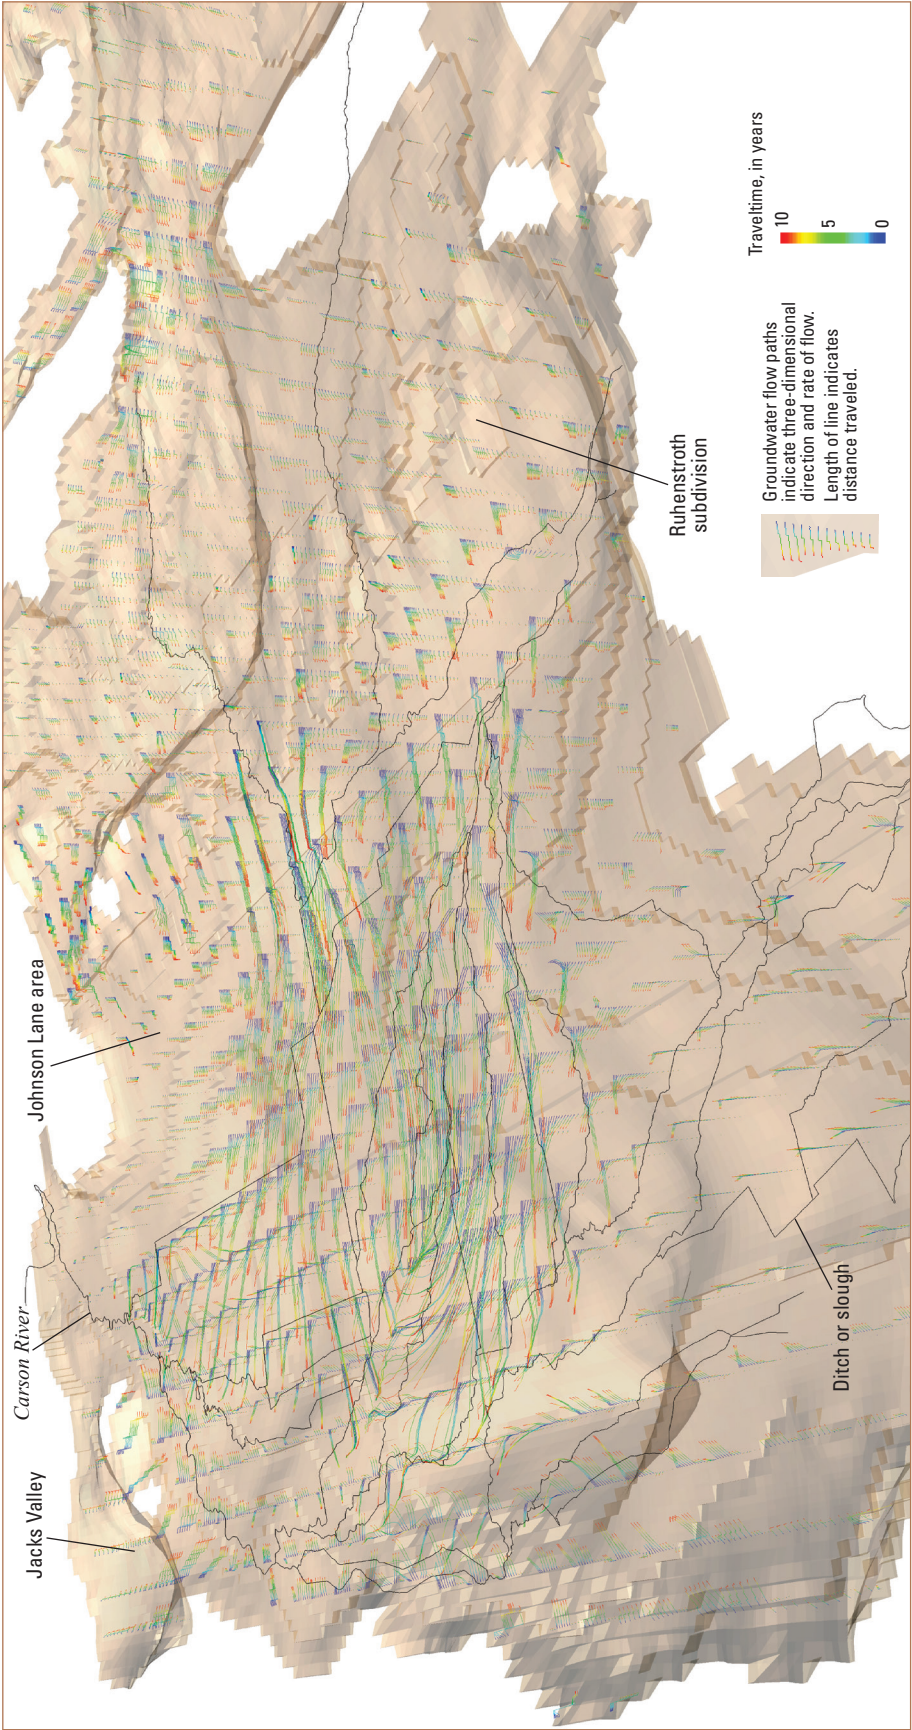 Jacks Valley
Carson River
Johnson Lane area
Ditch or slough
Ruhenstroth
subdivision
Groundwater flow paths
indicate three-dimensional
direction and rate of flow.
Length of line indicates
distance traveled.
Traveltime, in years
10
5
0